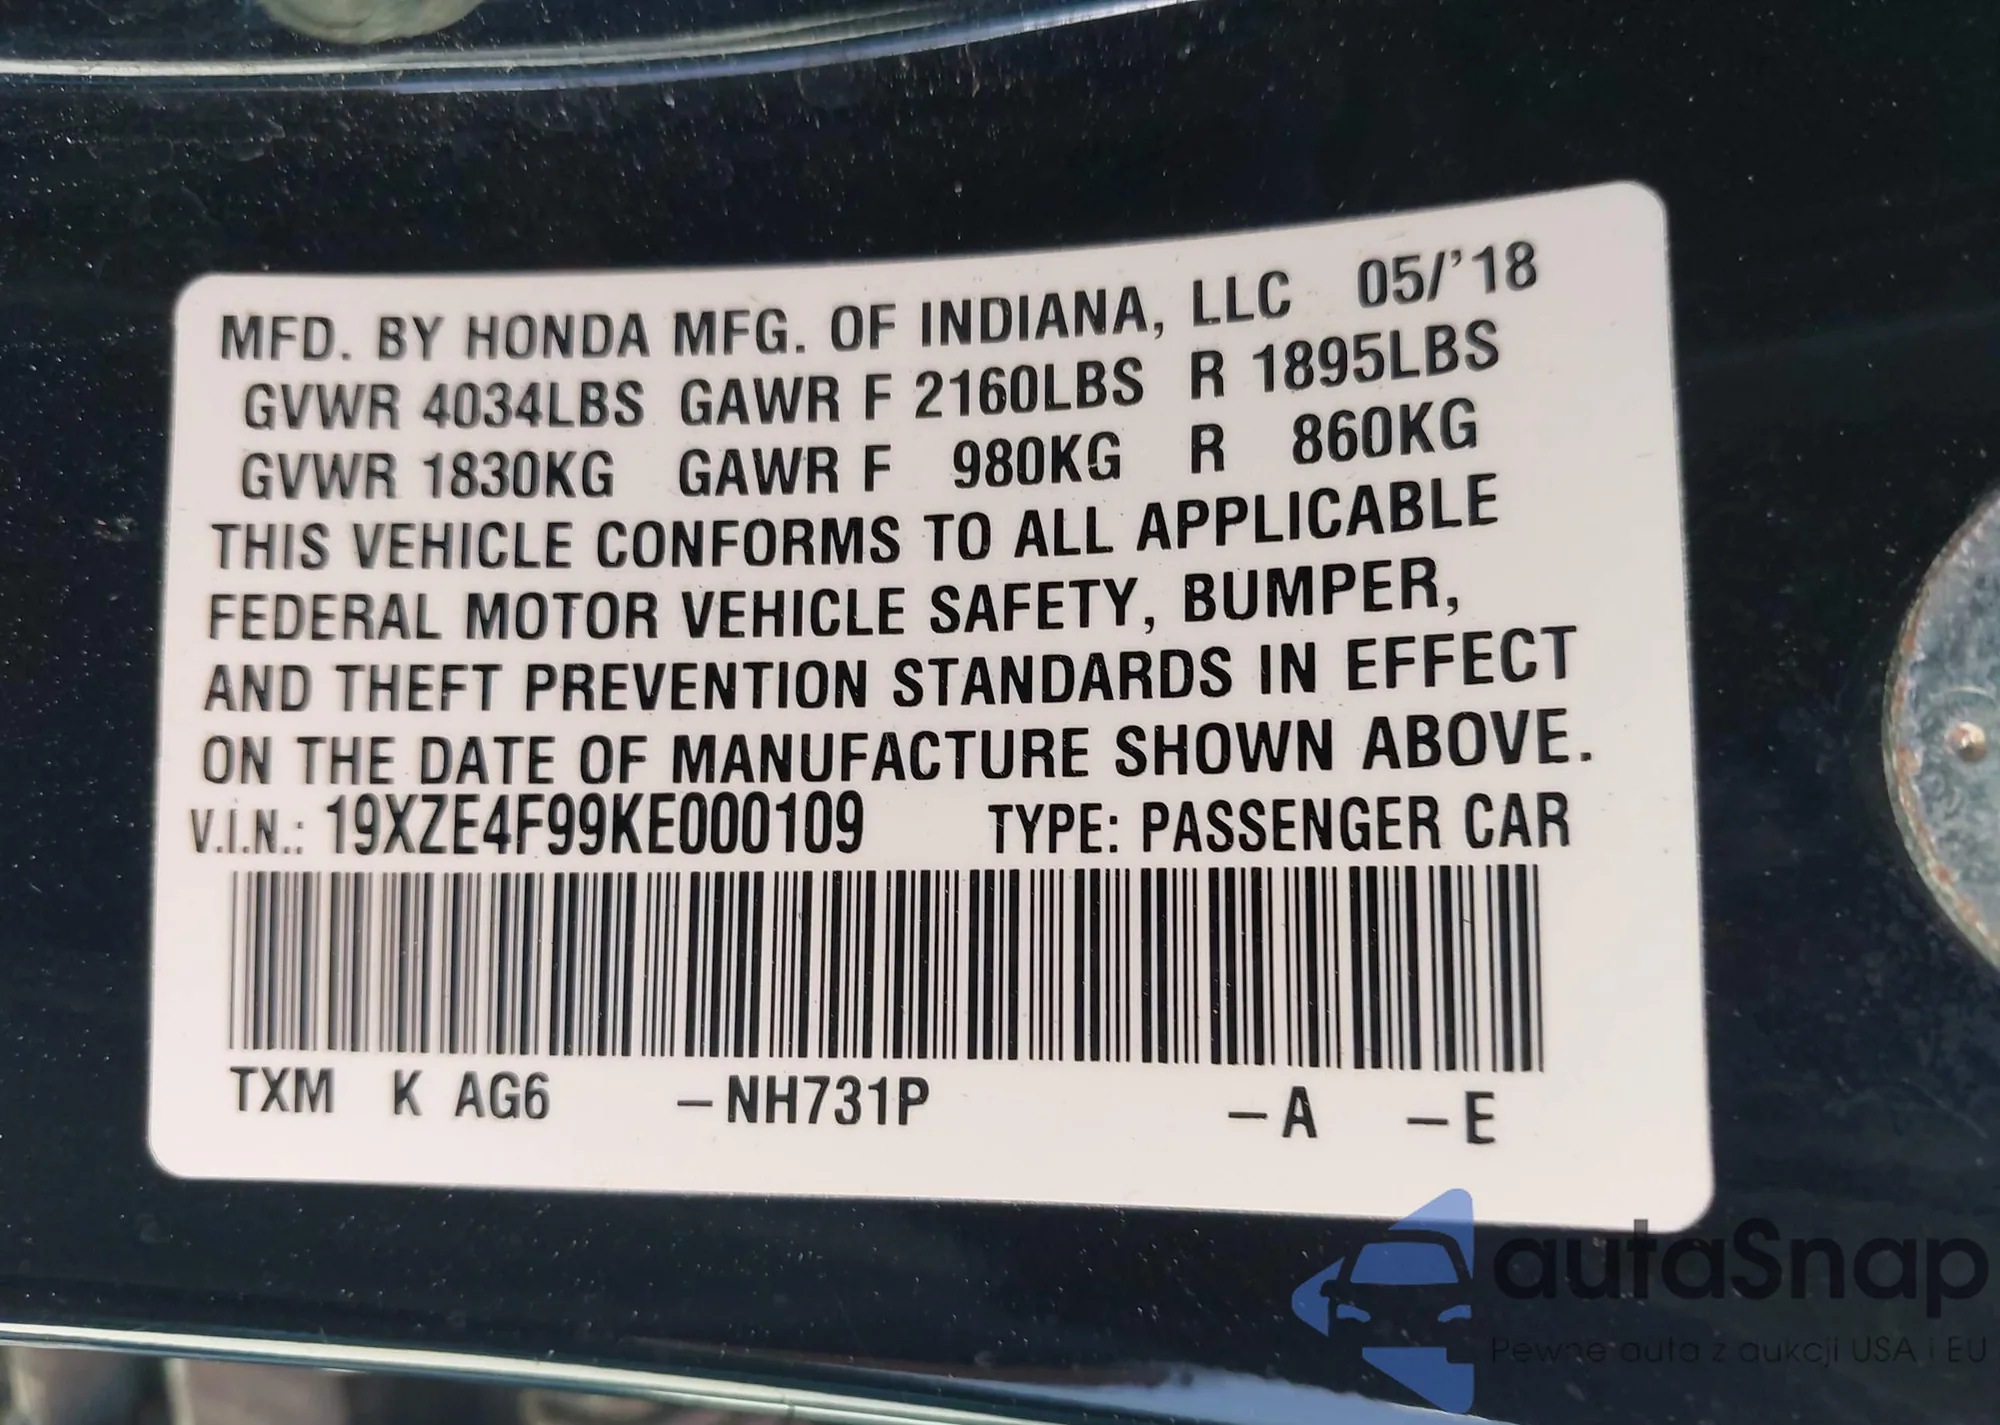 MFD. BY HONDA MFG. OF INDIANA, LLC 05/'18
GVWR 4034LBS GAWR F 2160LBS R 1895LBS
GVWR 1830KG GAWR F 980KG R 860KG
THIS VEHICLE CONFORMS TO ALL APPLICABLE
FEDERAL MOTOR VEHICLE SAFETY, BUMPER,
AND THEFT PREVENTION STANDARDS IN EFFECT
ON THE DATE OF MANUFACTURE SHOWN ABOVE.
V.I.N.: 19XZE4F99KE000109 TYPE: PASSENGER CAR
TXM K AG6 –NH731P –A –E
autaSnap
Pewne auta z aukcji USA i EU